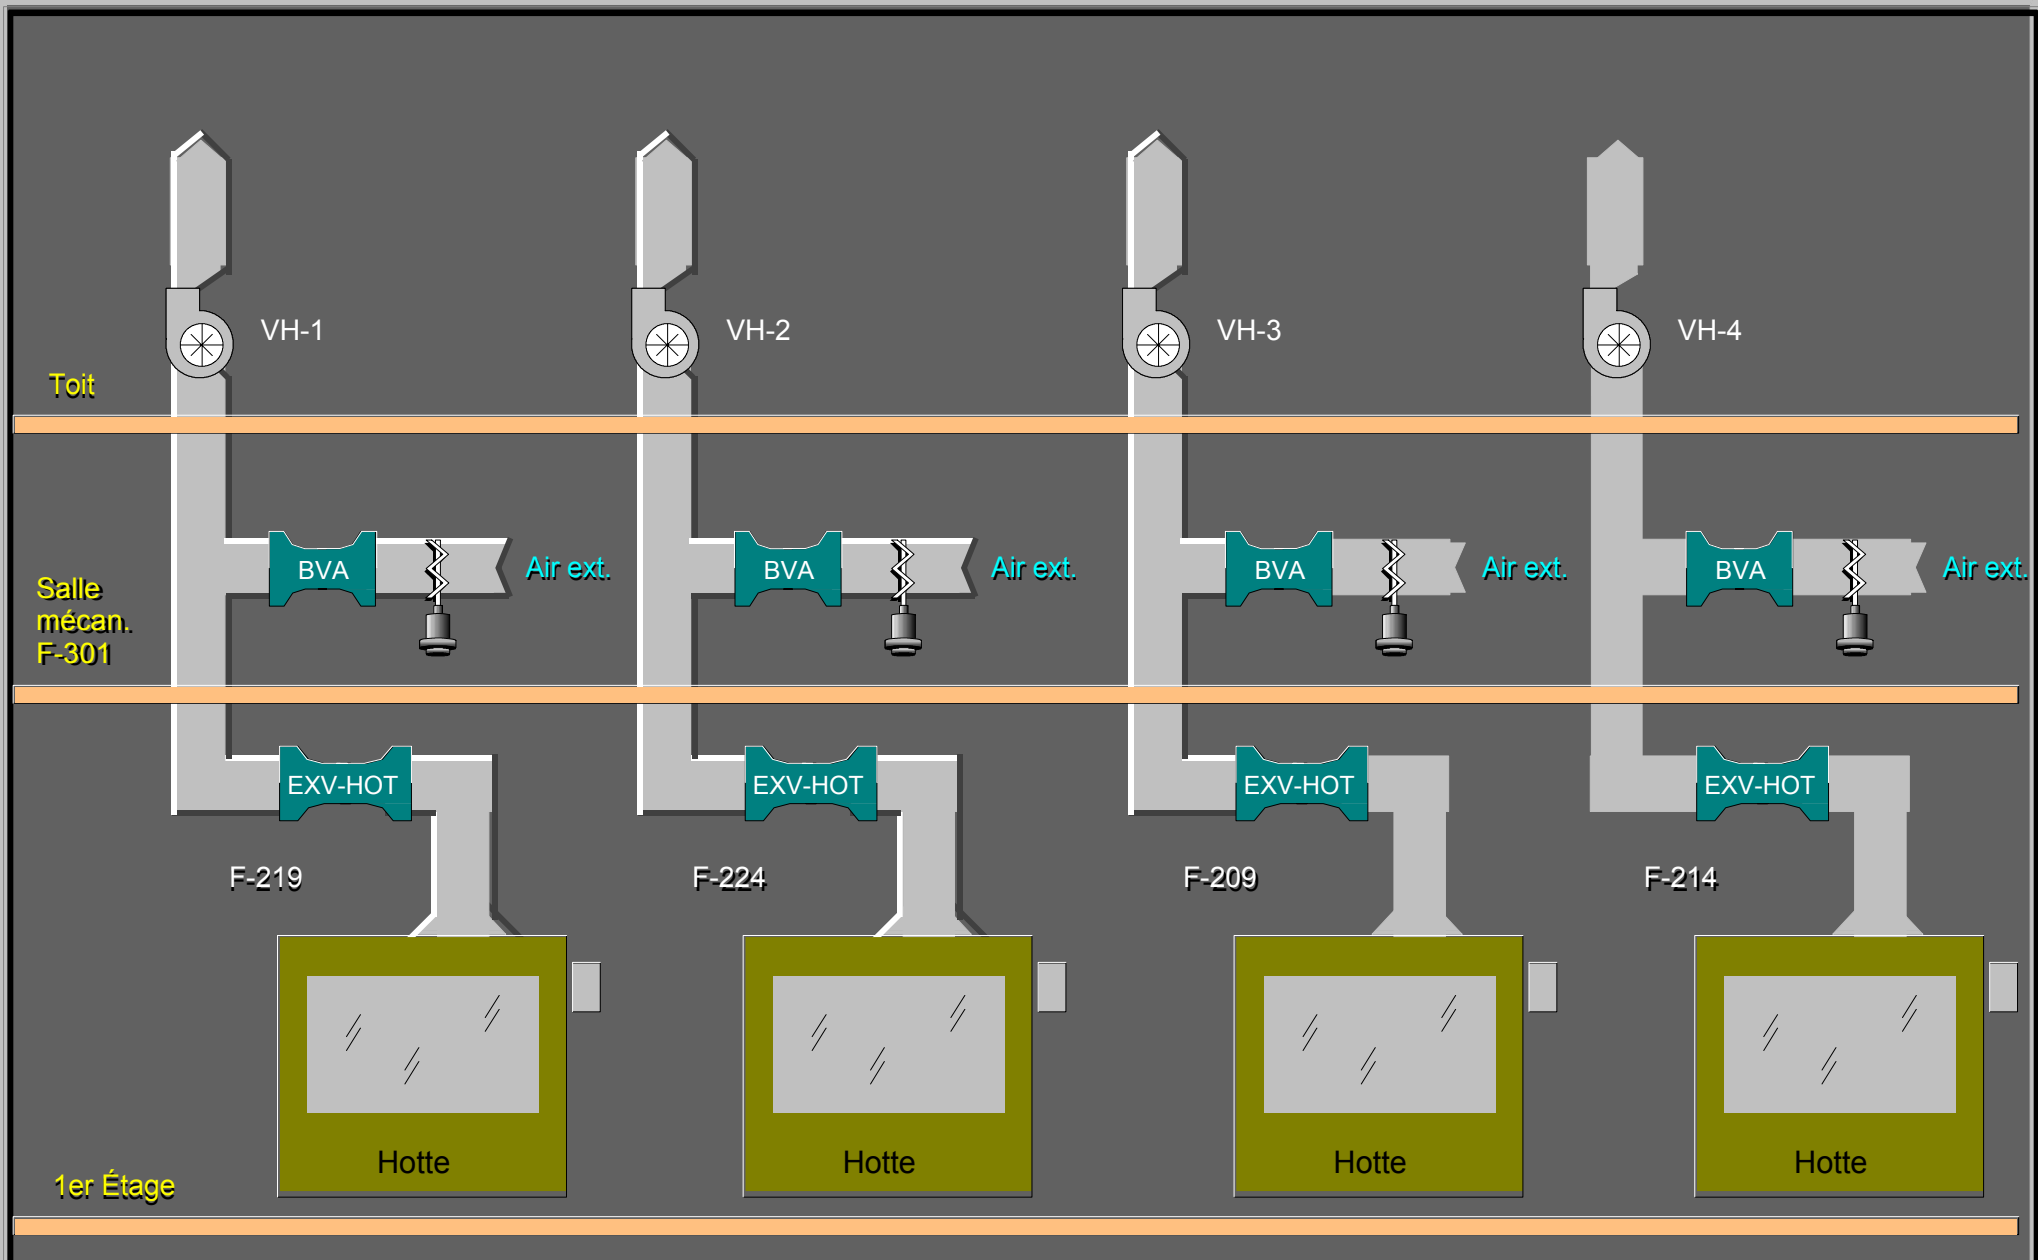 VH-1
VH-2
VH-3
VH-4
Toit
BVA
Air ext.
BVA
Air ext.
BVA
Air ext.
BVA
Air ext.
Salle
mécan.
F-301
EXV-HOT
EXV-HOT
EXV-HOT
EXV-HOT
F-219
F-224
F-209
F-214
Hotte
Hotte
Hotte
Hotte
1er Étage